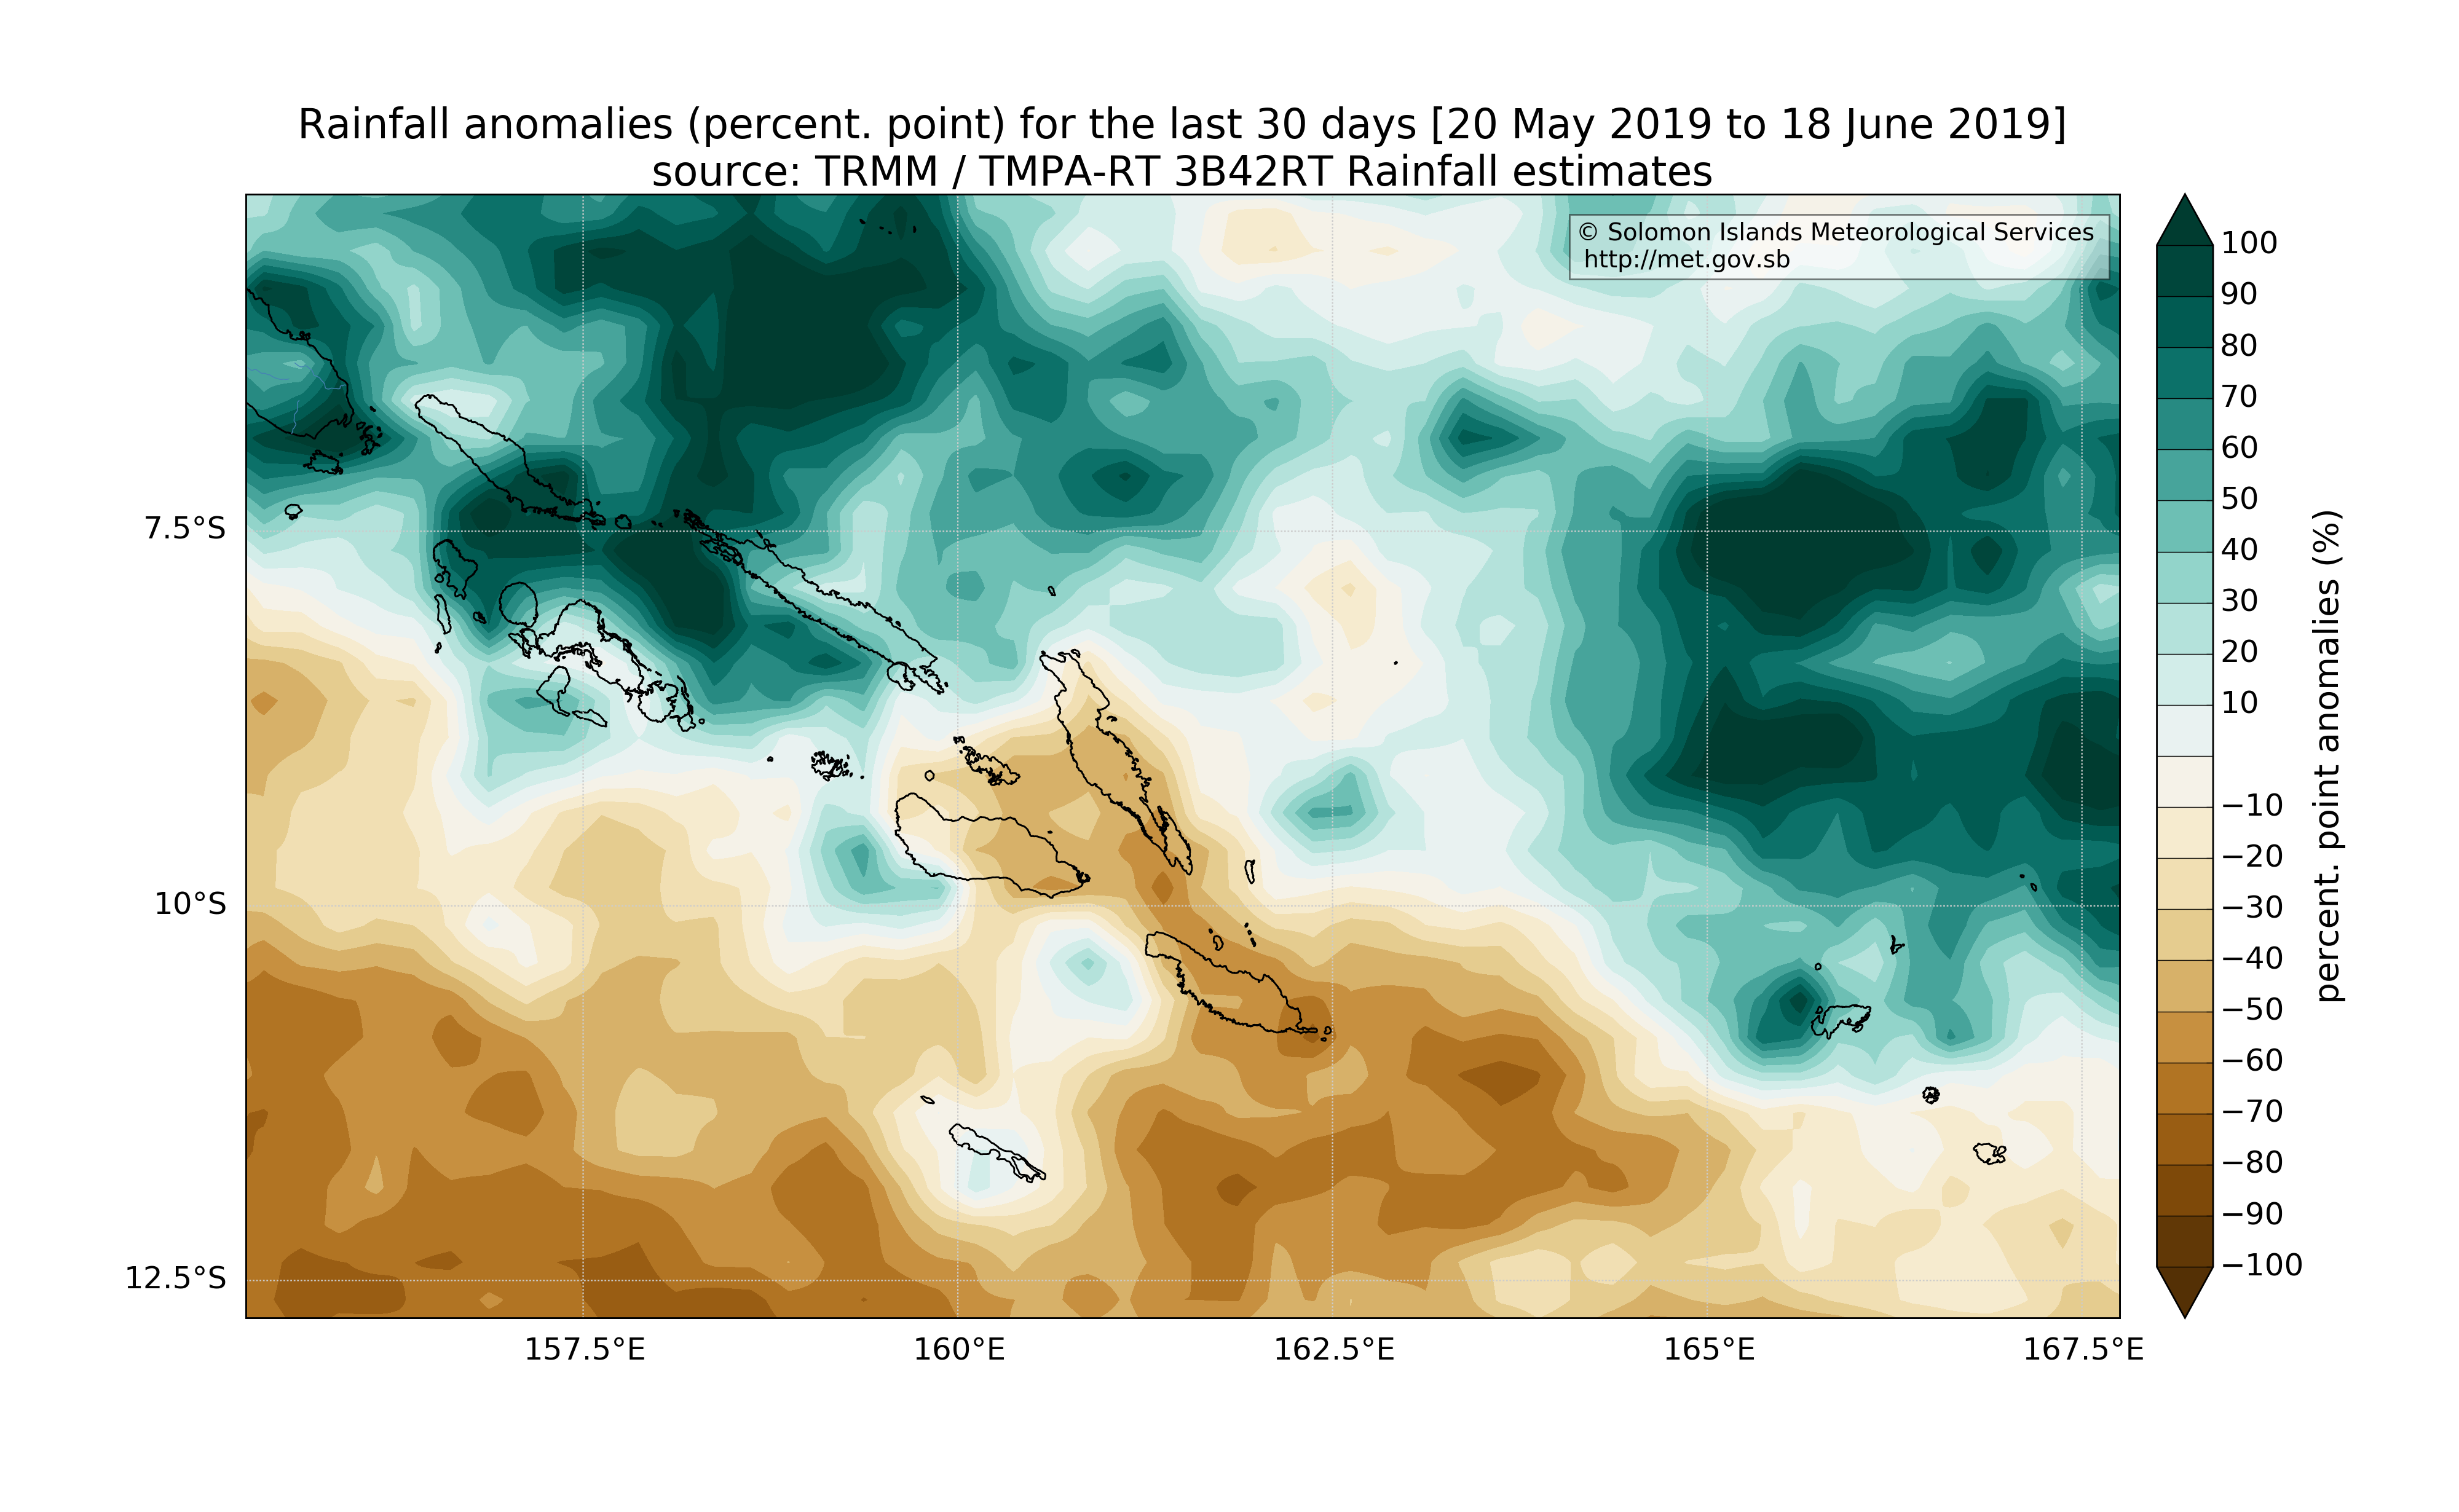 Rainfall anomalies (percent. point) for the last 30 days [20 May 2019 to 18 June 2019]
source: TRMM / TMPA-RT 3B42RT Rainfall estimates
© Solomon Islands Meteorological Services
http://met.gov.sb
7.5°S
10°S
12.5°S
157.5°E
160°E
162.5°E
165°E
167.5°E
100
90
80
70
60
50
40
30
20
10
−10
−20
−30
−40
−50
−60
−70
−80
−90
−100
percent. point anomalies (%)